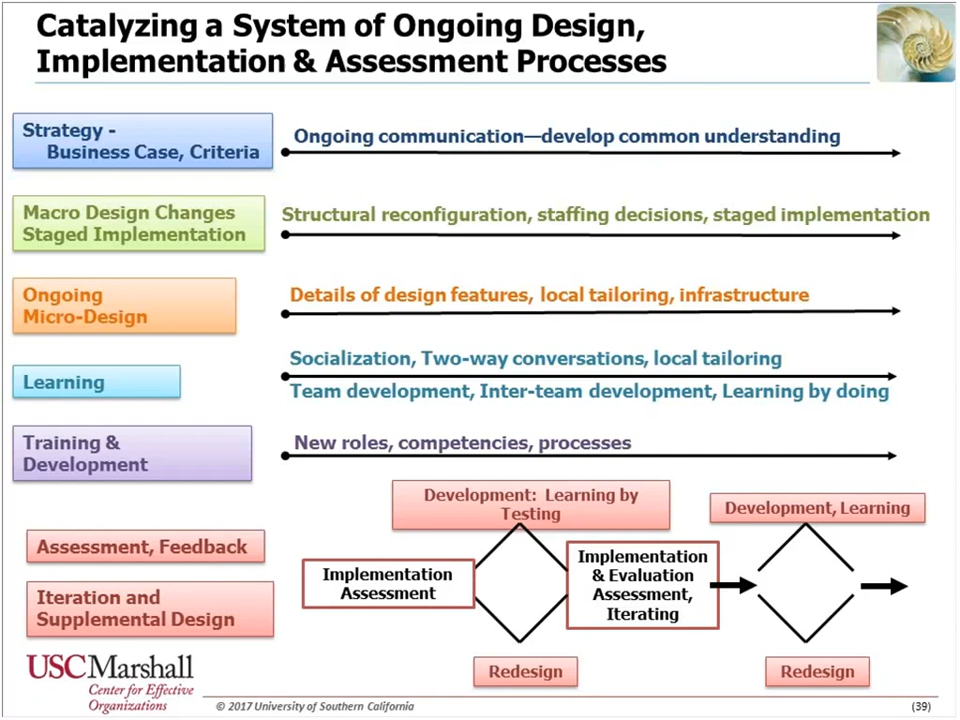 Catalyzing a System of Ongoing Design,
Implementation & Assessment Processes
Strategy -
Business Case, Criteria
Ongoing communication—develop common understanding
Macro Design Changes
Staged Implementation
Structural reconfiguration, staffing decisions, staged implementation
Ongoing
Micro-Design
Details of design features, local tailoring, infrastructure
Learning
Socialization, Two-way conversations, local tailoring
Team development, Inter-team development, Learning by doing
Training &
Development
New roles, competencies, processes
Development: Learning by
Testing
Development, Learning
Assessment, Feedback
Implementation
Assessment
Implementation
& Evaluation
Assessment,
Iterating
Iteration and
Supplemental Design
Redesign
Redesign
USC Marshall
Center for Effective
Organizations
© 2017 University of Southern California
(39)